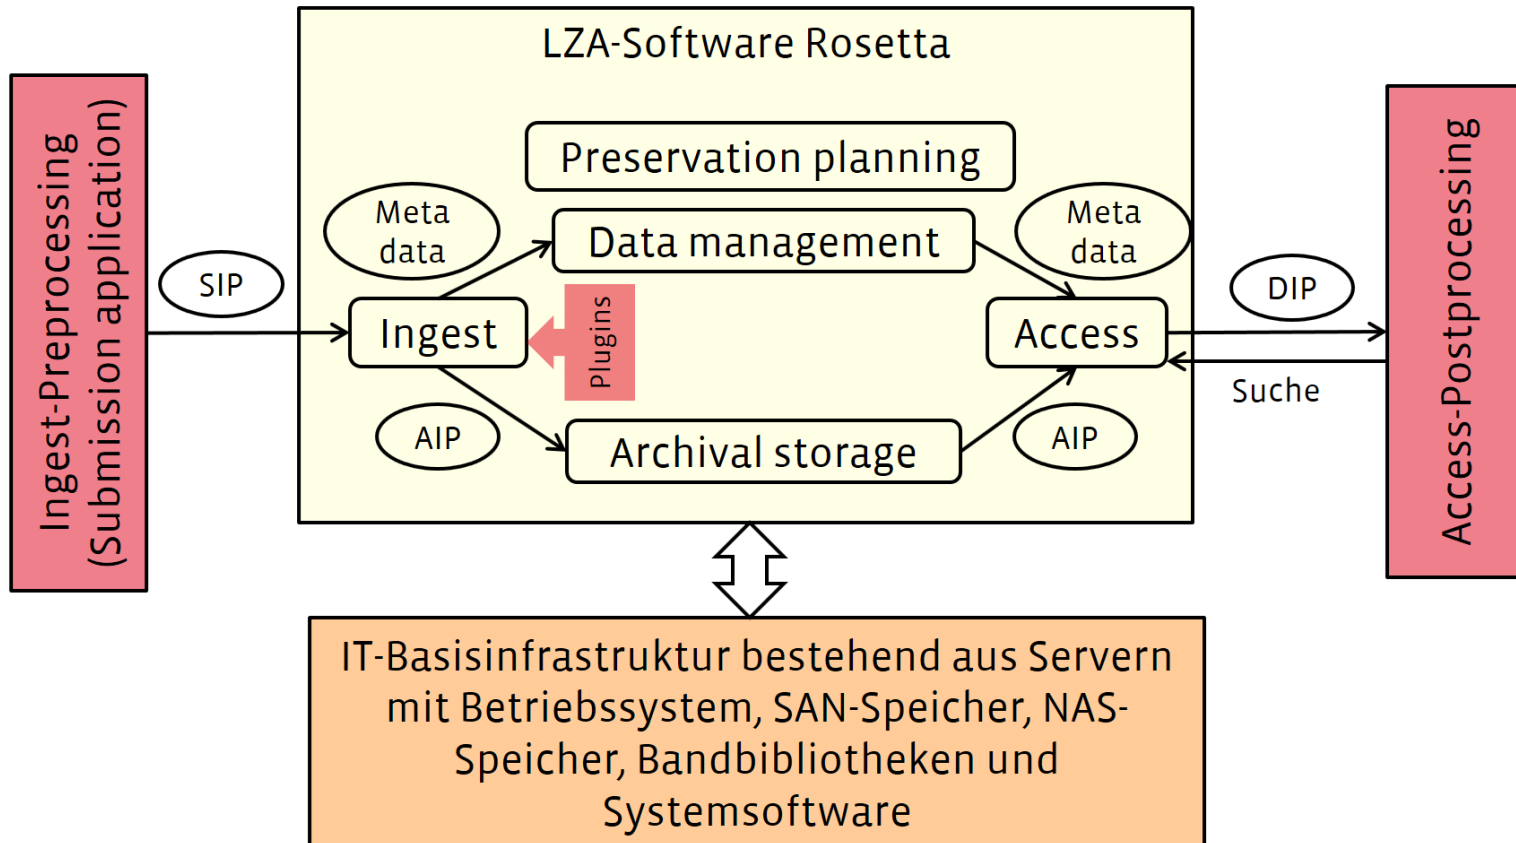 LZA-Software Rosetta
Ingest-Preprocessing
(Submission application)
Preservation planning
Meta
data
Data management
Meta
data
SIP
Ingest
Plugins
Access
DIP
Suche
AIP
Archival storage
AIP
Access-Postprocessing
IT-Basisinfrastruktur bestehend aus Servern
mit Betriebssystem, SAN-Speicher, NAS-
Speicher, Bandbibliotheken und
Systemsoftware